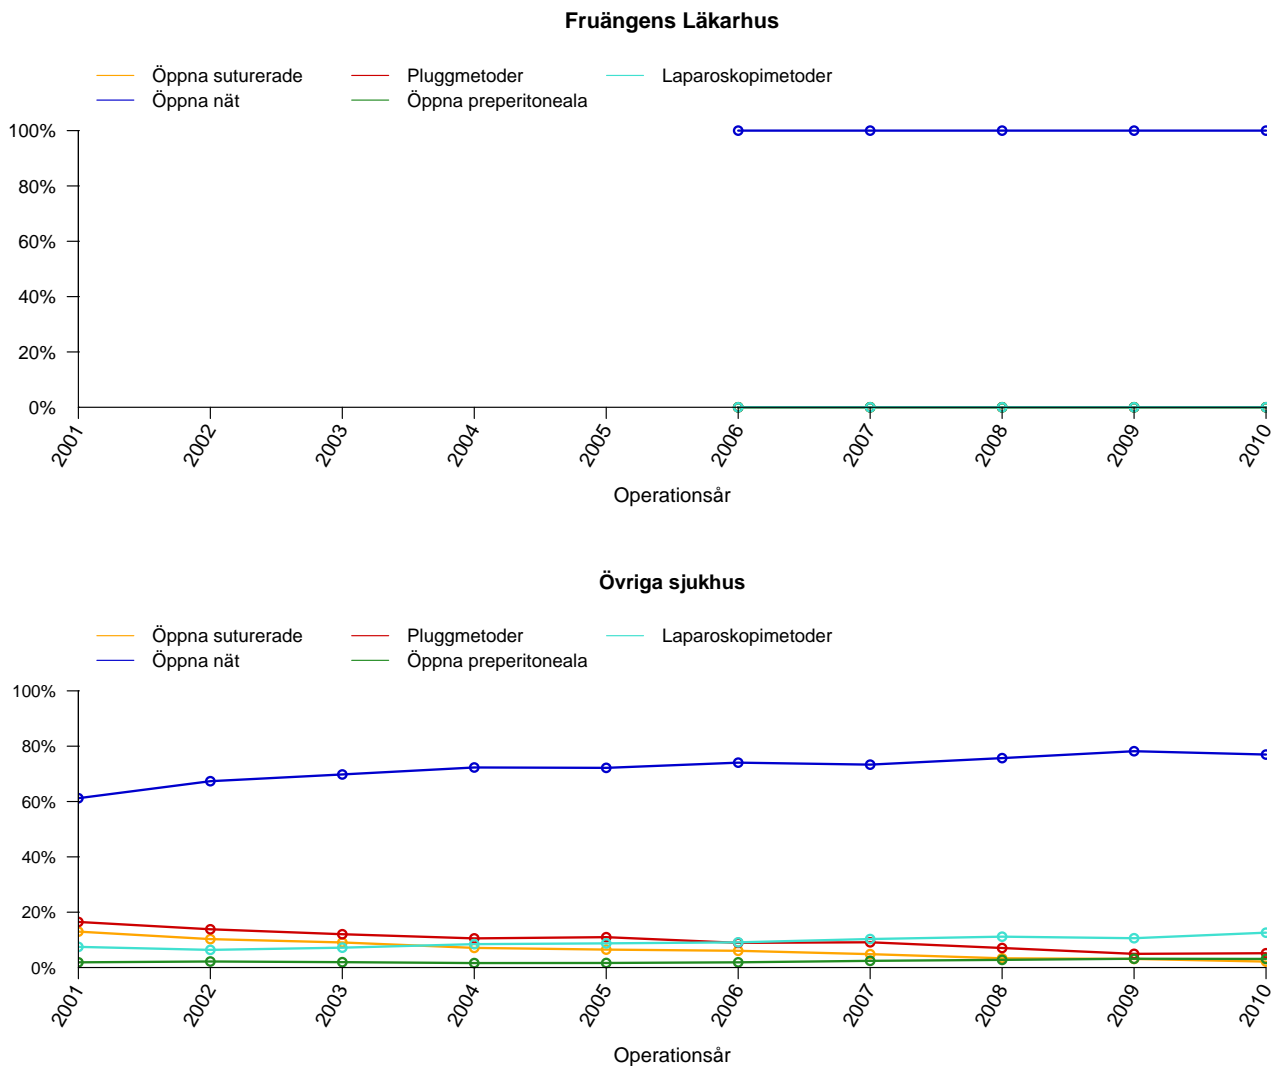 Fruängens Läkarhus
Öppna suturerade Pluggmetoder Laparoskopimetoder
Öppna nät Öppna preperitoneala
100%
80%
60%
40%
20%
0%
2001 2002 2003 2004 2005 2006 2007 2008 2009 2010
Operationsår
Övriga sjukhus
Öppna suturerade Pluggmetoder Laparoskopimetoder
Öppna nät Öppna preperitoneala
100%
80%
60%
40%
20%
0%
2001 2002 2003 2004 2005 2006 2007 2008 2009 2010
Operationsår